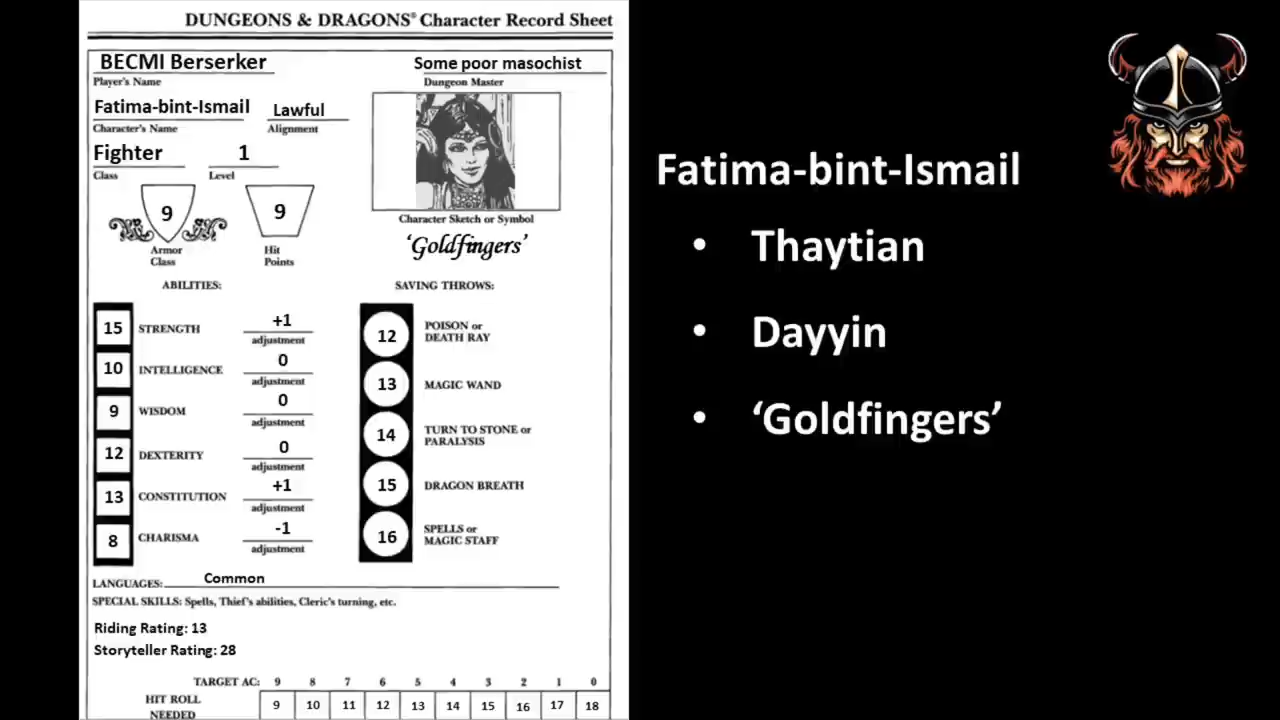 DUNGEONS & DRAGONS® Character Record Sheet
BECMI Berserker
Some poor masochist
Player's Name
Dungeon Master
Fatima-bint-Ismail
Lawful
Character's Name
Alignment
Fighter
1
Class
Level
9
9
Armor
Class
Hit
Points
Character Sketch or Symbol
‘Goldfingers’
ABILITIES:
SAVING THROWS:
15 STRENGTH +1
adjustment
10 INTELLIGENCE 0
adjustment
9 WISDOM 0
adjustment
12 DEXTERITY 0
adjustment
13 CONSTITUTION +1
adjustment
8 CHARISMA -1
adjustment
12 POISON or
DEATH RAY
13 MAGIC WAND
14 TURN TO STONE or
PARALYSIS
15 DRAGON BREATH
16 SPELLS or
MAGIC STAFF
LANGUAGES: Common
SPECIAL SKILLS: Spells, Thief's abilities, Cleric's turning, etc.
Riding Rating: 13
Storyteller Rating: 28
TARGET AC: 9 8 7 6 5 4 3 2 1 0
HIT ROLL
NEEDED
9 10 11 12 13 14 15 16 17 18
Fatima-bint-Ismail
• Thaytian
• Dayyin
• ‘Goldfingers’